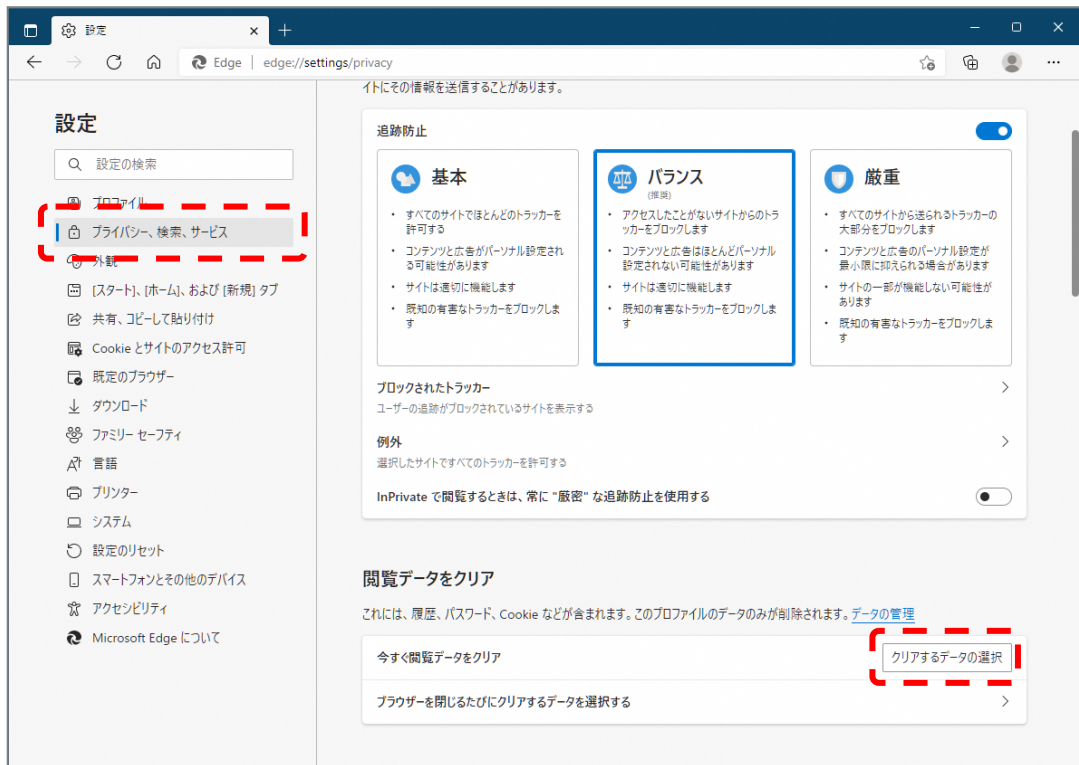 設定
Edge | edge://settings/privacy
設定
設定の検索
プロファイル
プライバシー、検索、サービス
外観
[スタート]、[ホーム]、および [新規] タブ
共有、コピーして貼り付け
Cookie とサイトのアクセス許可
既定のブラウザー
ダウンロード
ファミリー セーフティ
言語
プリンター
システム
設定のリセット
スマートフォンとその他のデバイス
アクセシビリティ
Microsoft Edge について
イトにその情報を送信することがあります。
追跡防止
基本
• すべてのサイトでほとんどのトラッカーを
許可する
• コンテンツと広告がパーソナル設定され
る可能性があります
• サイトは適切に機能します
• 既知の有害なトラッカーをブロックしま
す
バランス
(推奨)
• アクセスしたことがないサイトからのトラ
ッカーをブロックします
• コンテンツと広告はほとんどパーソナル
設定されない可能性があります
• サイトは適切に機能します
• 既知の有害なトラッカーをブロックしま
す
厳重
• すべてのサイトから送られるトラッカーの
大部分をブロックします
• コンテンツと広告のパーソナル設定が
最小限に抑えられる場合があります
• サイトの一部が機能しない可能性が
あります
• 既知の有害なトラッカーをブロックしま
す
ブロックされたトラッカー
ユーザーの追跡がブロックされているサイトを表示する
例外
選択したサイトですべてのトラッカーを許可する
InPrivate で閲覧するときは、常に "厳密" な追跡防止を使用する
閲覧データをクリア
これには、履歴、パスワード、Cookie などが含まれます。このプロファイルのデータのみが削除されます。データの管理
今すぐ閲覧データをクリア
クリアするデータの選択
ブラウザーを閉じるたびにクリアするデータを選択する